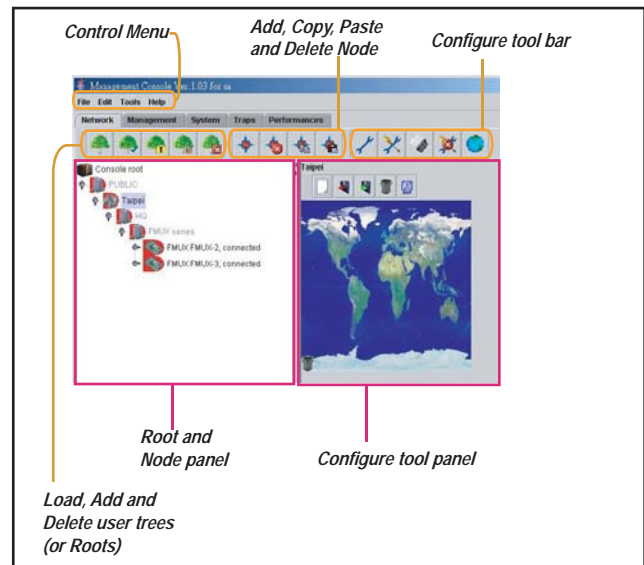 Control Menu
Add, Copy, Paste
and Delete Node
Configure tool bar
Management Console Ver:1.03 for
File Edit Tools Help
Network Management System Traps Performances
Console root
PUBLIC
Taipei
HQ
FMUX series
FMUX FMUX-2, connected
FMUX FMUX-3, connected
Taipei
Root and
Node panel
Configure tool panel
Load, Add and
Delete user trees
(or Roots)